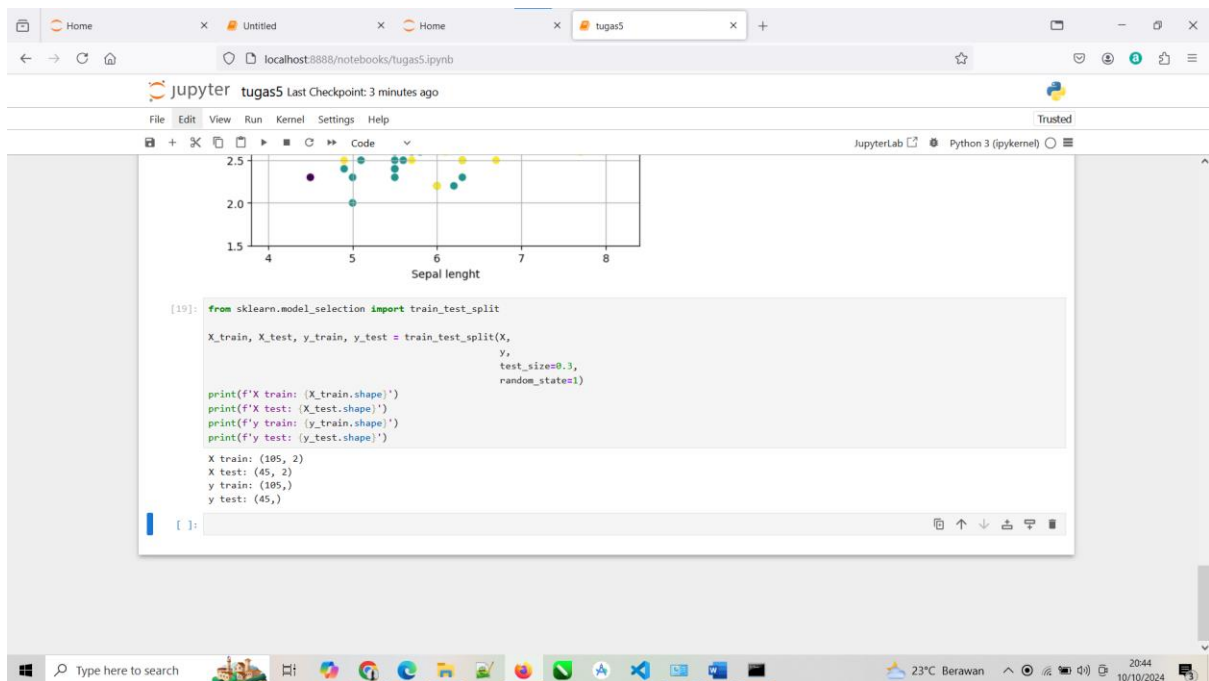 Home
Untitled
Home
tugas5
localhost:8888/notebooks/tugas5.ipynb
jupyter tugas5 Last Checkpoint: 3 minutes ago
File Edit View Run Kernel Settings Help
Trusted
Code
JupyterLab
Python 3 (ipykernel)
2.5
2.0
1.5
4 5 6 7 8
Sepal lenght
[19]: from sklearn.model_selection import train_test_split
X_train, X_test, y_train, y_test = train_test_split(X,
y,
test_size=0.3,
random_state=1)
print(f'X train: {X_train.shape}')
print(f'X test: {X_test.shape}')
print(f'y train: {y_train.shape}')
print(f'y test: {y_test.shape}')
X train: (105, 2)
X test: (45, 2)
y train: (105,)
y test: (45,)
[ ]:
Type here to search
23°C Berawan
20:44
10/10/2024